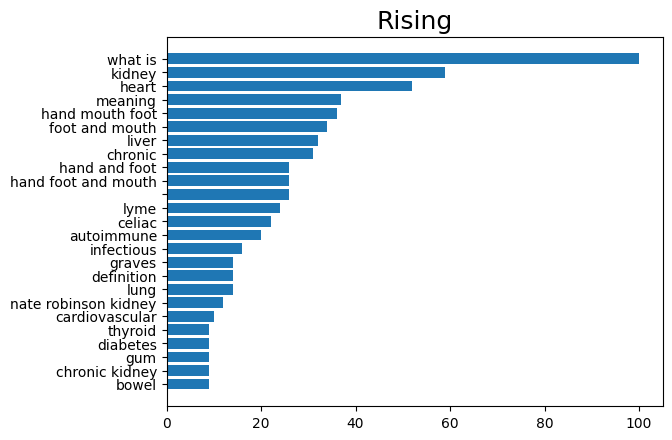 Rising
what is
kidney
heart
meaning
hand mouth foot
foot and mouth
liver
chronic
hand and foot
hand foot and mouth
lyme
celiac
autoimmune
infectious
graves
definition
lung
nate robinson kidney
cardiovascular
thyroid
diabetes
gum
chronic kidney
bowel
0 20 40 60 80 100